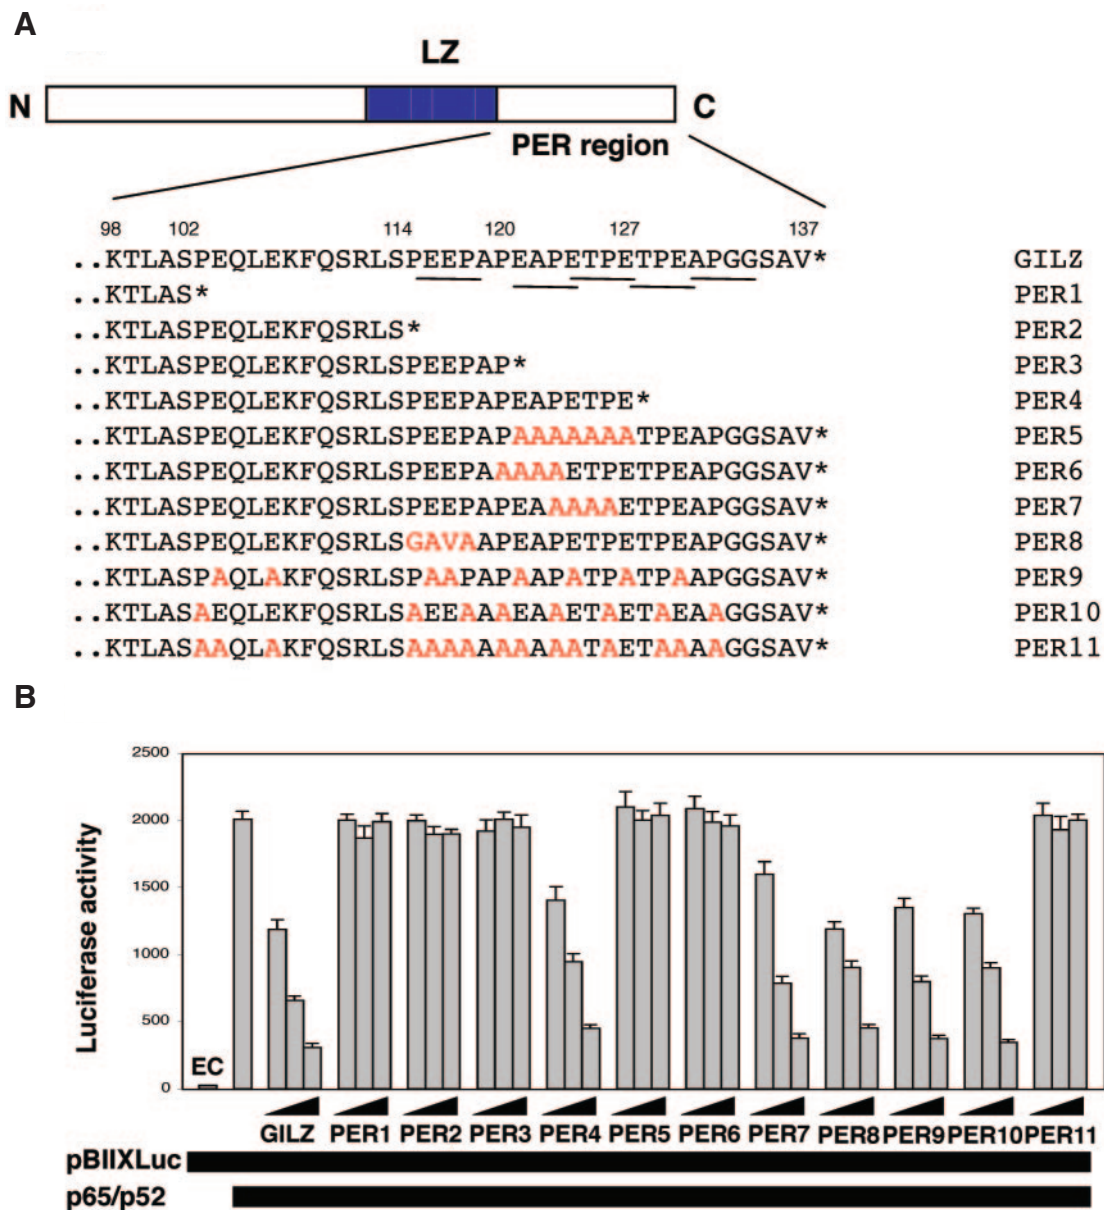 A
LZ
N
C
PER region
98 102 114 120 127 137
..KTLASPEQLEKFQSRLSPEEPAPEAPETPETPEAPGGSAV* GILZ
..KTLAS* PER1
..KTLASPEQLEKFQSRLS* PER2
..KTLASPEQLEKFQSRLSPEEPAP* PER3
..KTLASPEQLEKFQSRLSPEEPAPEAPETPE* PER4
..KTLASPEQLEKFQSRLSPEEPAPAAAAAAATPEAPGGSAV* PER5
..KTLASPEQLEKFQSRLSPEEPAAAAAETPETPEAPGGSAV* PER6
..KTLASPEQLEKFQSRLSPEEPAPEAAAAAETPEAPGGSAV* PER7
..KTLASPEQLEKFQSRLSGAVAAPEAPETPETPEAPGGSAV* PER8
..KTLASPAQLAKFQSRLSPAAPAPAAPATPATPAAPGGSAV* PER9
..KTLASAEQLEKFQSRLSAEEAAAEAAETAETAEAAGGSAV* PER10
..KTLASAAQLAKFQSRLSAAAAAAAAAATAETAAAAGGSAV* PER11
B
Luciferase activity
2500
2000
1500
1000
500
0
EC
GILZ PER1 PER2 PER3 PER4 PER5 PER6 PER7 PER8 PER9 PER10 PER11
pBIIXLuc
p65/p52